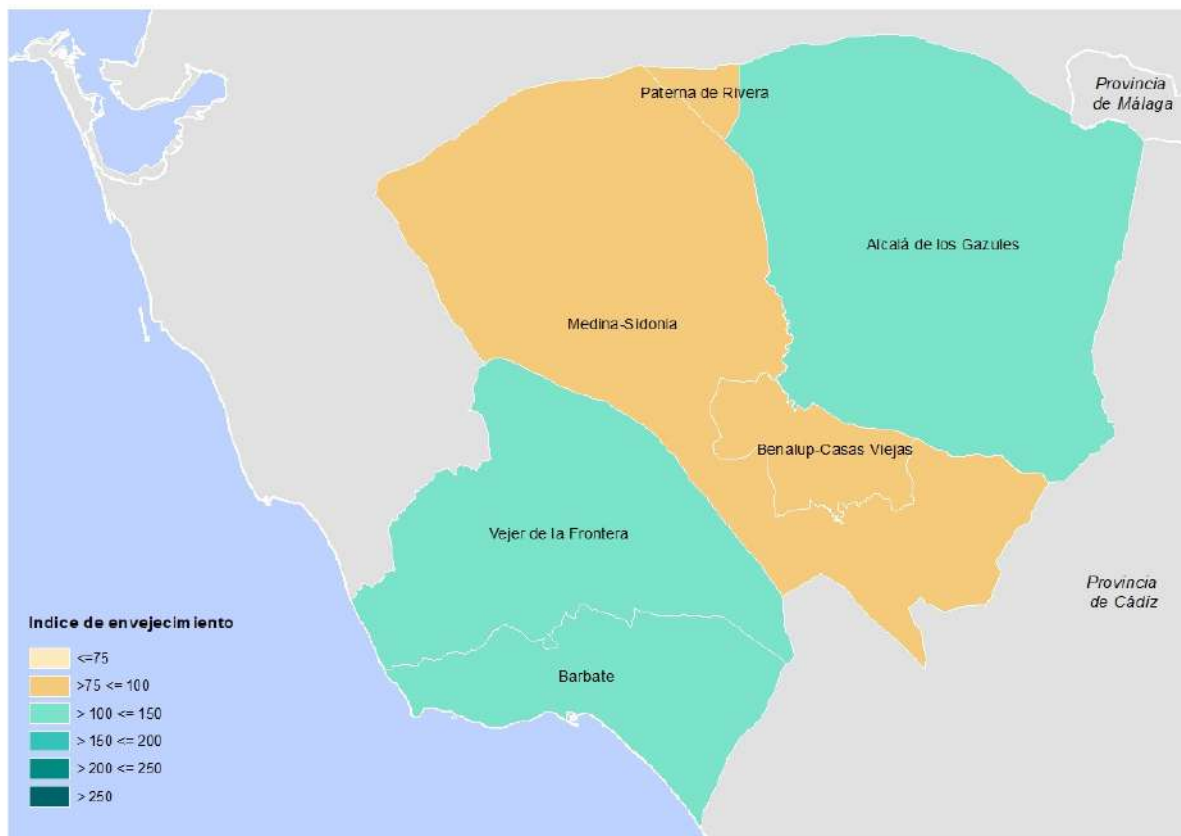 Provincia
de Málaga
Paterna de Rivera
Alcalá de los Gazules
Medina-Sidonia
Benalup-Casas Viejas
Vejer de la Frontera
Provincia
de Cádiz
Barbate
Indice de envejecimiento
<=75
>75 <= 100
> 100 <= 150
> 150 <= 200
> 200 <= 250
> 250